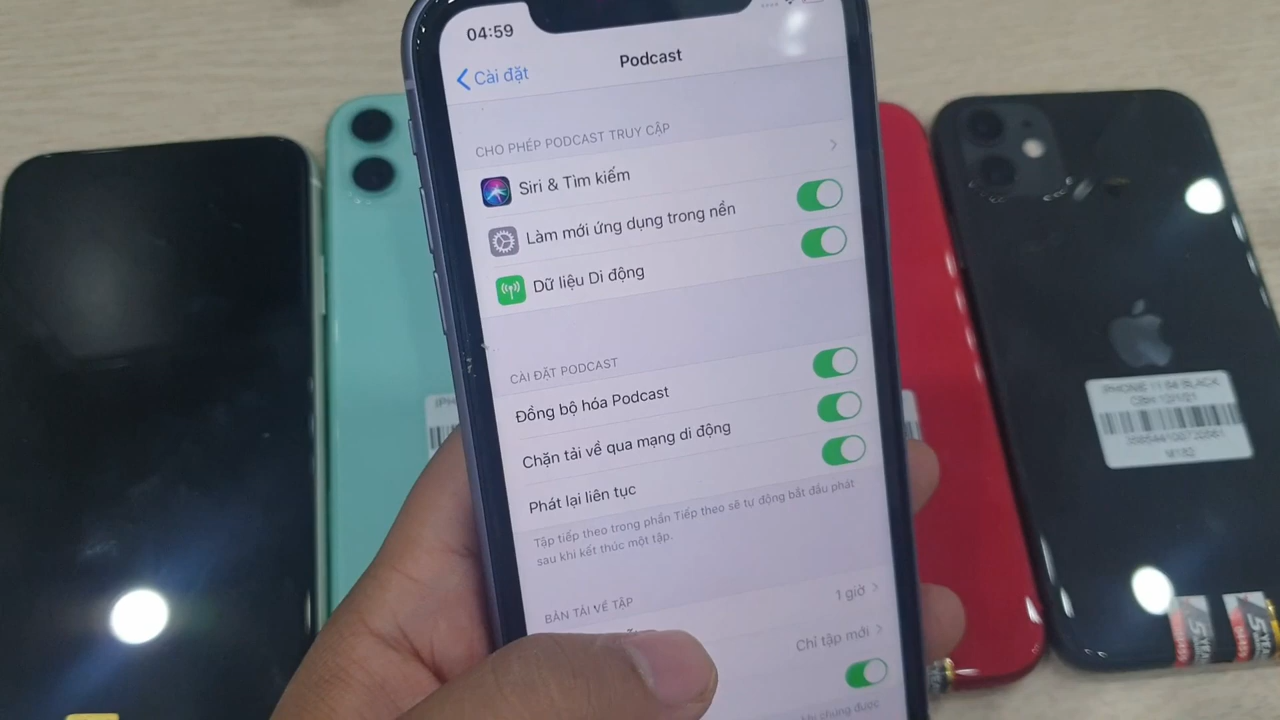 04:59
Cài đặt
Podcast
CHO PHÉP PODCAST TRUY CẬP
Siri & Tìm kiếm
Làm mới ứng dụng trong nền
Dữ liệu Di động
CÀI ĐẶT PODCAST
Đồng bộ hóa Podcast
Chặn tải về qua mạng di động
Phát lại liên tục
Tập tiếp theo trong phần Tiếp theo sẽ tự động bắt đầu phát
sau khi kết thúc một tập.
BẢN TẢI VỀ TẬP
1 giờ
Chỉ tập mới
khi chúng được
IPHONE 11 64 BLACK